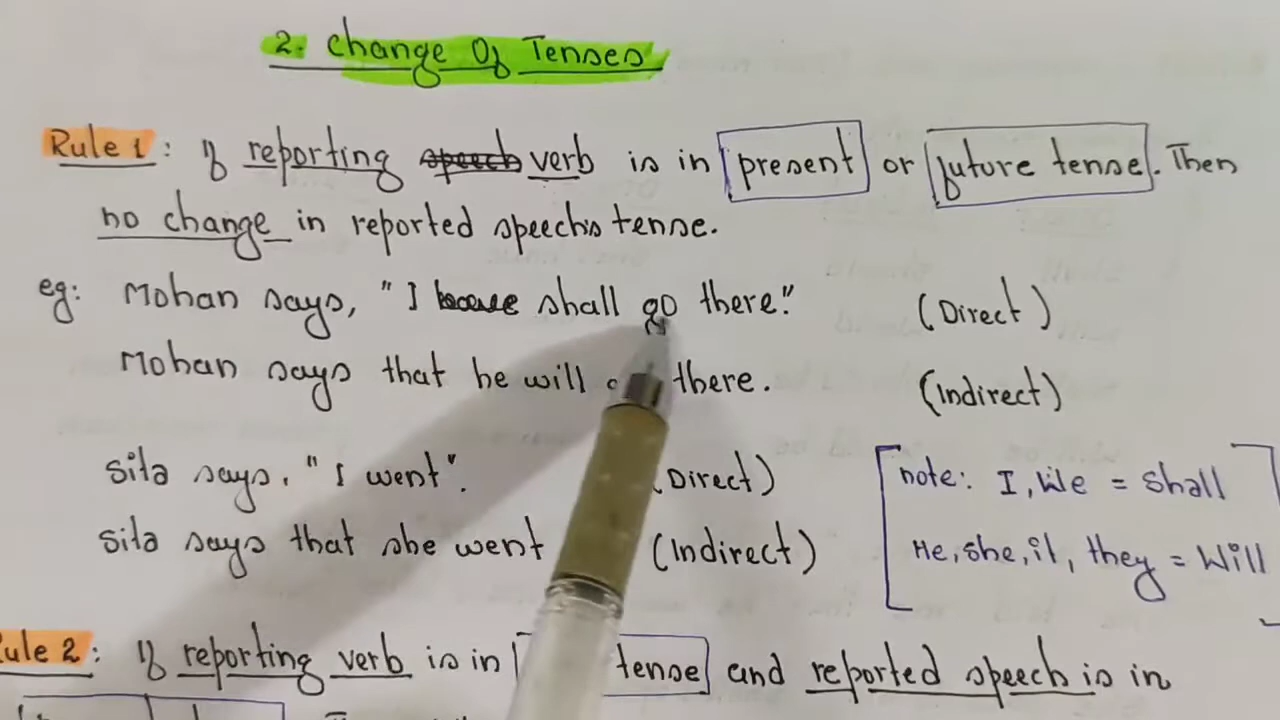 2. Change Of Tenses
Rule 1: If reporting verb is in present or future tense. Then
no change in reported speech's tense.
eg: Mohan says, "I shall go there." (Direct)
Mohan says that he will there. (Indirect)
Sita says, "I went". (Direct)
Sita says that she went (Indirect)
note: I, We = Shall
He, she, it, they = Will
Rule 2: If reporting verb is in tense and reported speech is in